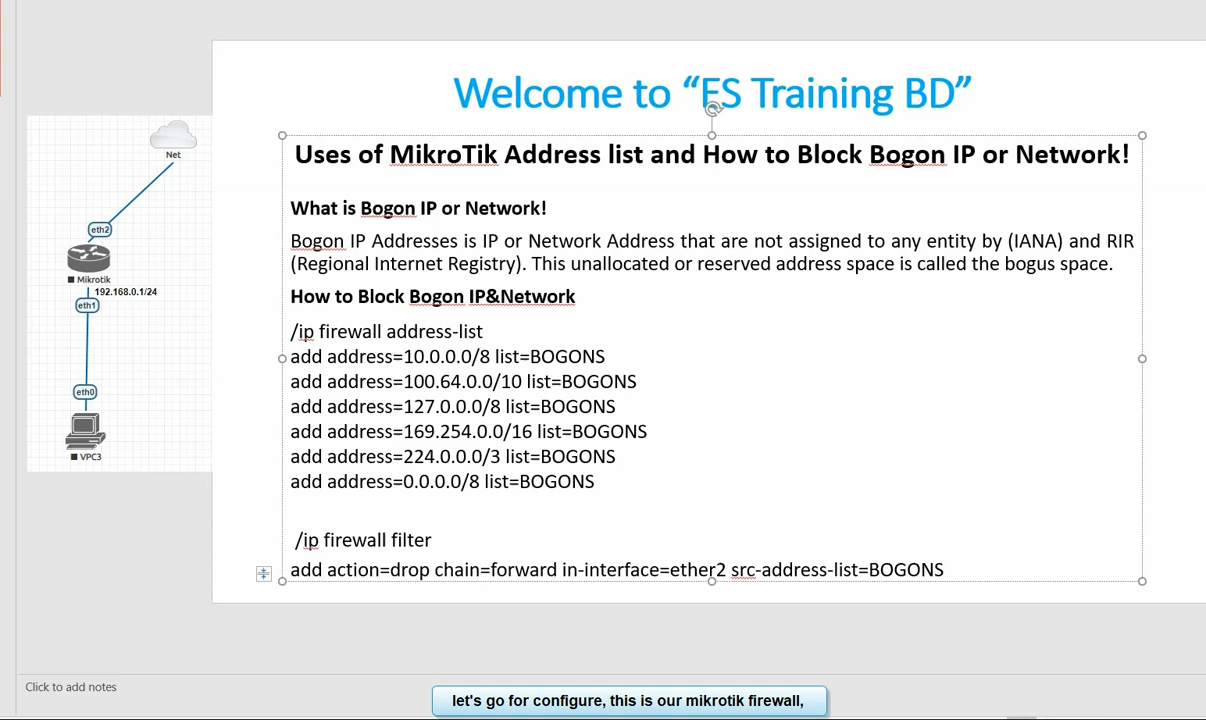 Welcome to “FS Training BD”
Uses of MikroTik Address list and How to Block Bogon IP or Network!
What is Bogon IP or Network!
Bogon IP Addresses is IP or Network Address that are not assigned to any entity by (IANA) and RIR
(Regional Internet Registry). This unallocated or reserved address space is called the bogus space.
How to Block Bogon IP&Network
/ip firewall address-list
add address=10.0.0.0/8 list=BOGONS
add address=100.64.0.0/10 list=BOGONS
add address=127.0.0.0/8 list=BOGONS
add address=169.254.0.0/16 list=BOGONS
add address=224.0.0.0/3 list=BOGONS
add address=0.0.0.0/8 list=BOGONS
/ip firewall filter
add action=drop chain=forward in-interface=ether2 src-address-list=BOGONS
Net
eth2
Mikrotik
192.168.0.1/24
eth1
eth0
VPC3
Click to add notes
let's go for configure, this is our mikrotik firewall,